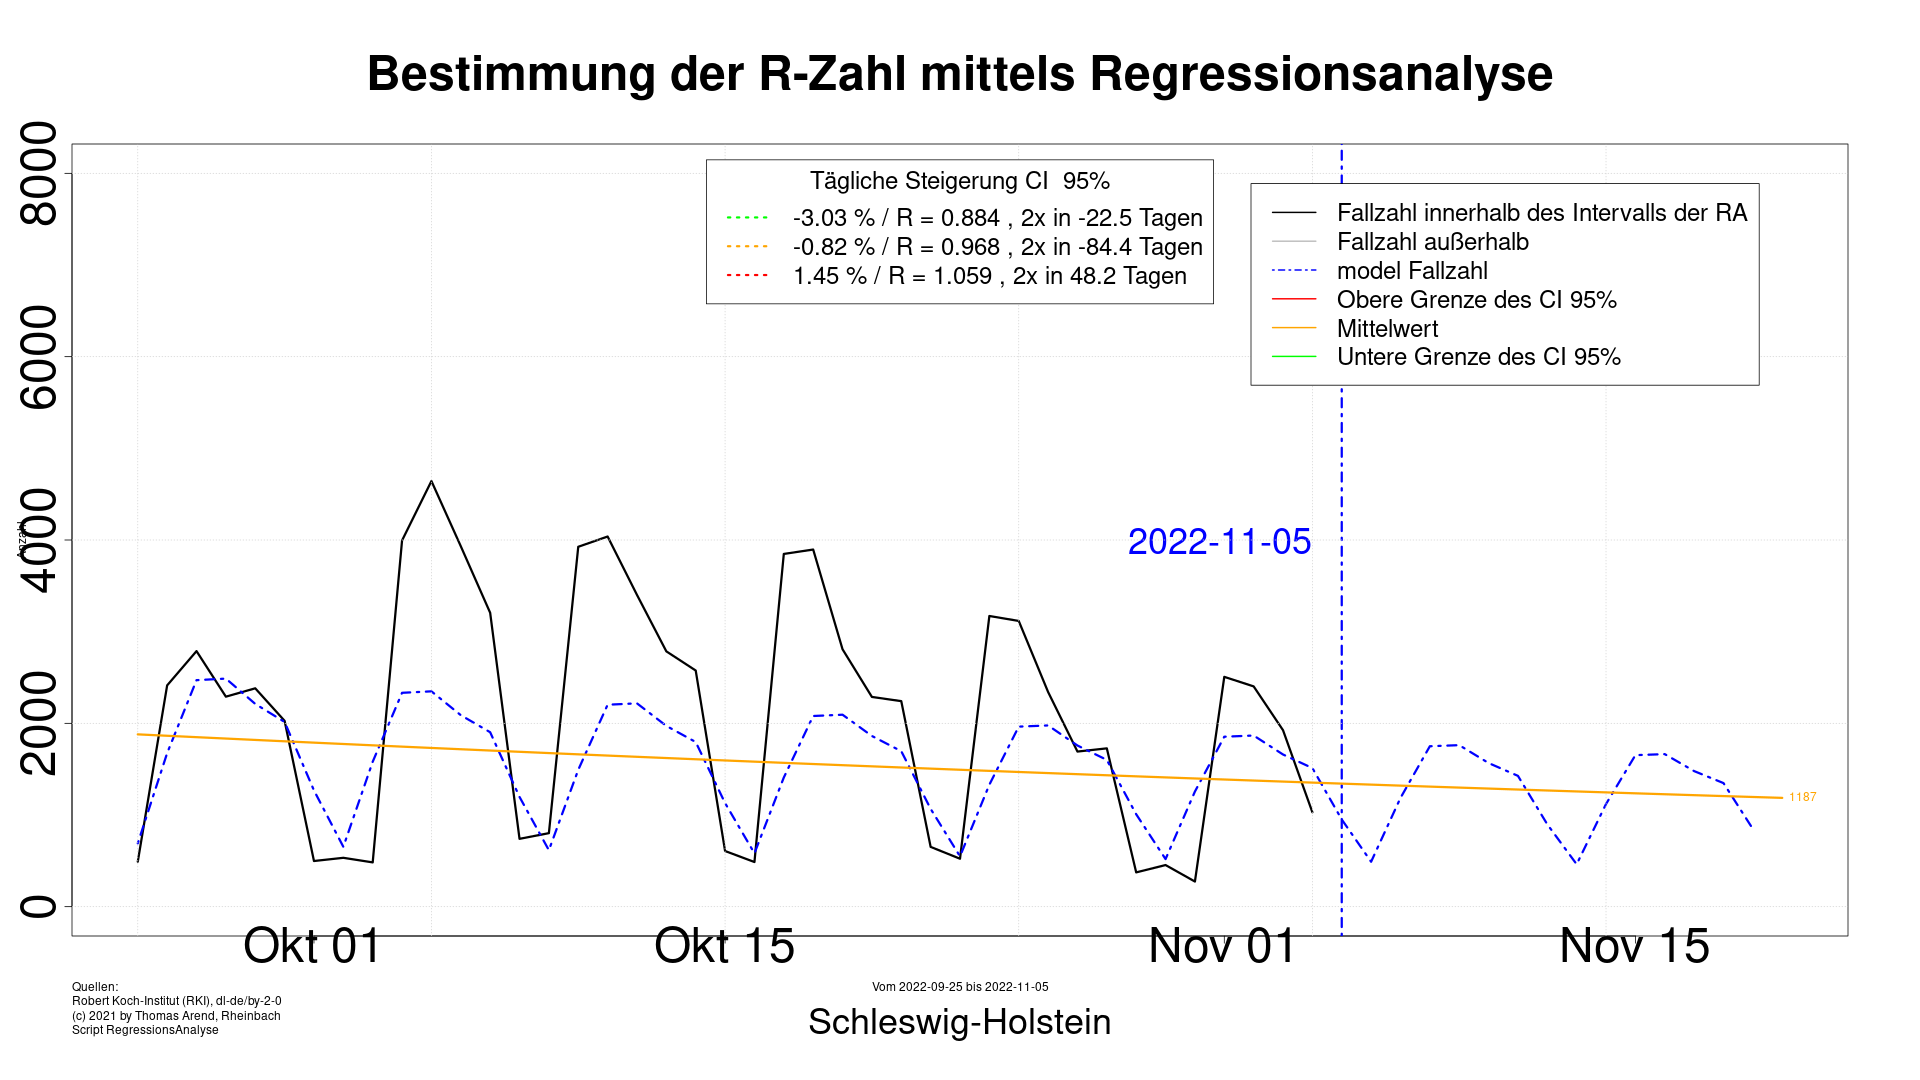 Bestimmung der R-Zahl mittels Regressionsanalyse
8000
6000
4000
2000
0
Anzahl
Tägliche Steigerung CI  95%
-3.03 % / R = 0.884 , 2x in -22.5 Tagen
-0.82 % / R = 0.968 , 2x in -84.4 Tagen
1.45 % / R = 1.059 , 2x in 48.2 Tagen
Fallzahl innerhalb des Intervalls der RA
Fallzahl außerhalb
model Fallzahl
Obere Grenze des CI 95%
Mittelwert
Untere Grenze des CI 95%
2022-11-05
1187
Okt 01 Okt 15 Nov 01 Nov 15
Quellen:
Robert Koch-Institut (RKI), dl-de/by-2-0
(c) 2021 by Thomas Arend, Rheinbach
Script RegressionsAnalyse
Vom 2022-09-25 bis 2022-11-05
Schleswig-Holstein